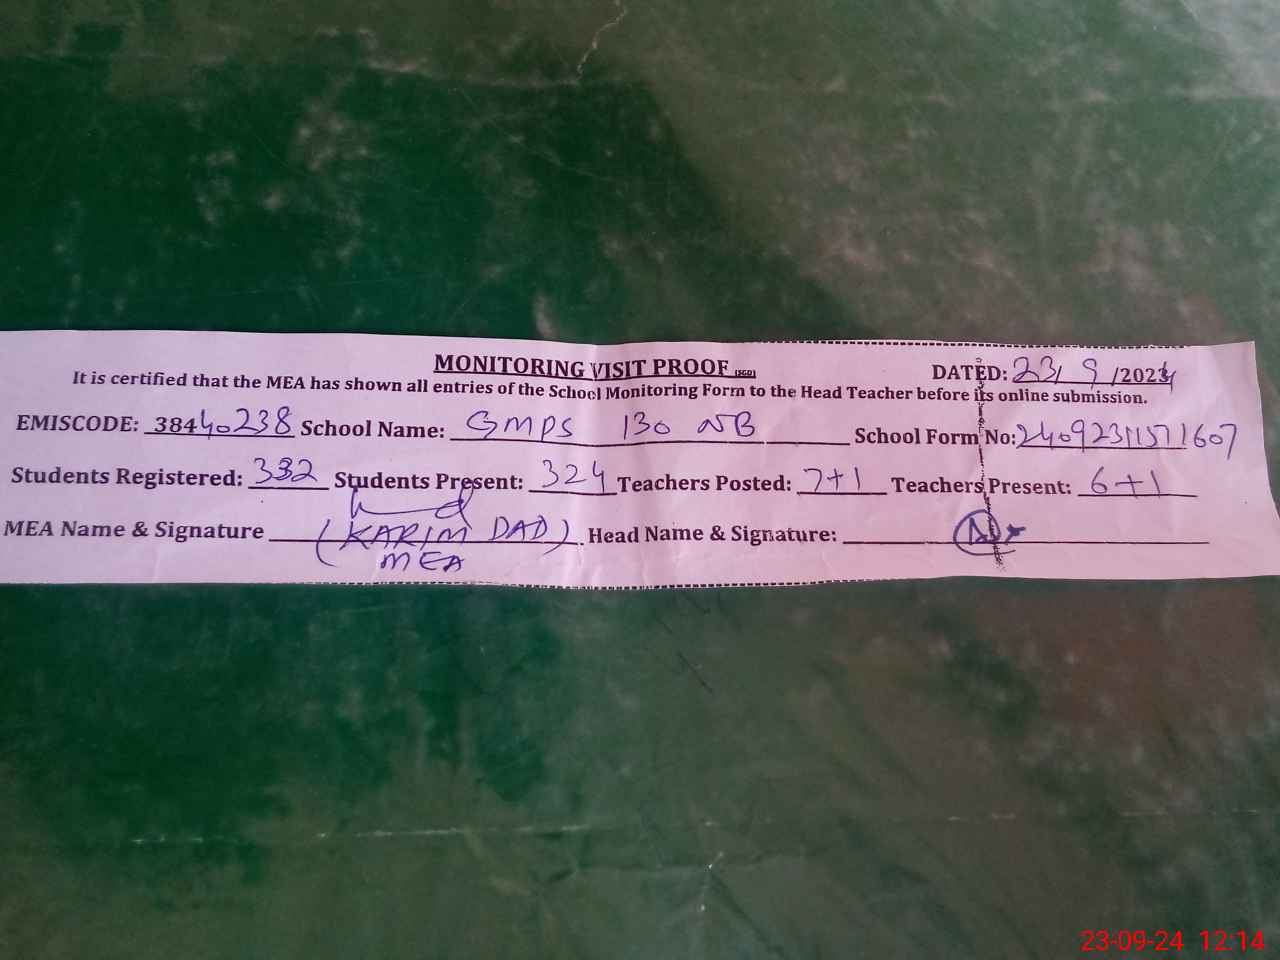 MONITORING VISIT PROOF (SGD) DATED: 23/9/2024
It is certified that the MEA has shown all entries of the School Monitoring Form to the Head Teacher before its online submission.
EMISCODE: 38440238 School Name: GMPS 130 NB School Form No: 24092311571607
Students Registered: 332 Students Present: 324 Teachers Posted: 7+1 Teachers Present: 6+1
MEA Name & Signature (KARIM DAD) Head Name & Signature:
MEA
23-09-24 12:14